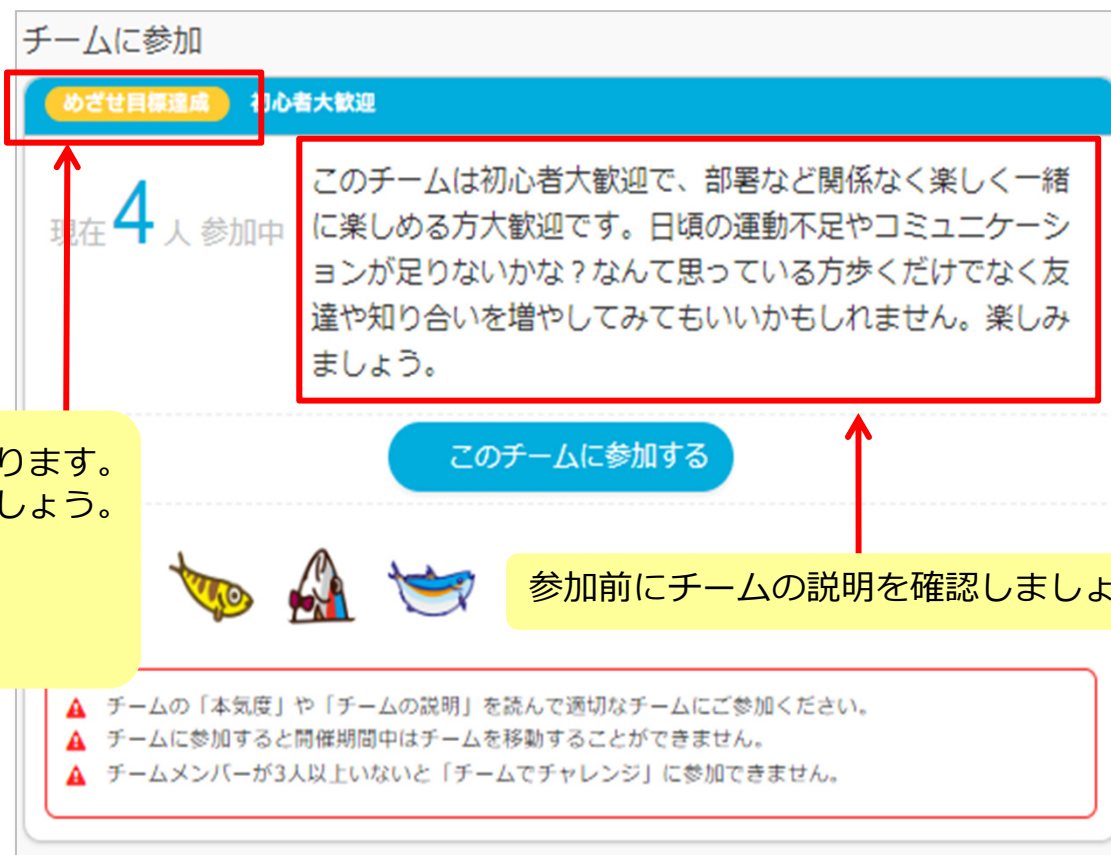 チームに参加
めざせ目標達成 初心者大歓迎
現在4人 参加中
このチームは初心者大歓迎で、部署など関係なく楽しく一緒
に楽しめる方大歓迎です。日頃の運動不足やコミュニケーシ
ョンが足りないかな？なんて思っている方歩くだけでなく友
達や知り合いを増やしてみてもいいかもしれません。楽しみ
ましょう。
ります。
しょう。
このチームに参加する
参加前にチームの説明を確認しましょ
チームの「本気度」や「チームの説明」を読んで適切なチームにご参加ください。
チームに参加すると開催期間中はチームを移動することができません。
チームメンバーが3人以上いないと「チームでチャレンジ」に参加できません。